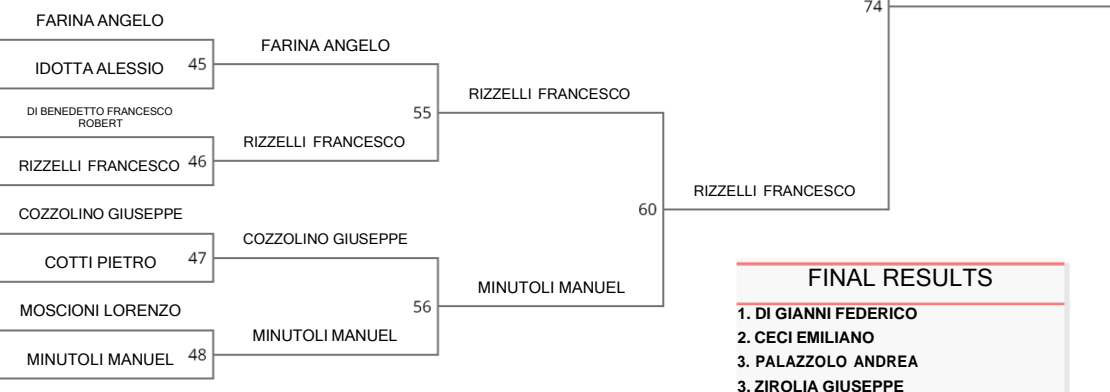 74
FARINA ANGELO
IDOTTA ALESSIO 45
DI BENEDETTO FRANCESCO
ROBERT
RIZZELLI FRANCESCO 46
COZZOLINO GIUSEPPE
COTTI PIETRO 47
MOSCIONI LORENZO
MINUTOLI MANUEL 48
FARINA ANGELO
55
RIZZELLI FRANCESCO
COZZOLINO GIUSEPPE
56
MINUTOLI MANUEL
RIZZELLI FRANCESCO
60
MINUTOLI MANUEL
RIZZELLI FRANCESCO
FINAL RESULTS
1. DI GIANNI FEDERICO
2. CECI EMILIANO
3. PALAZZOLO ANDREA
3. ZIROLIA GIUSEPPE